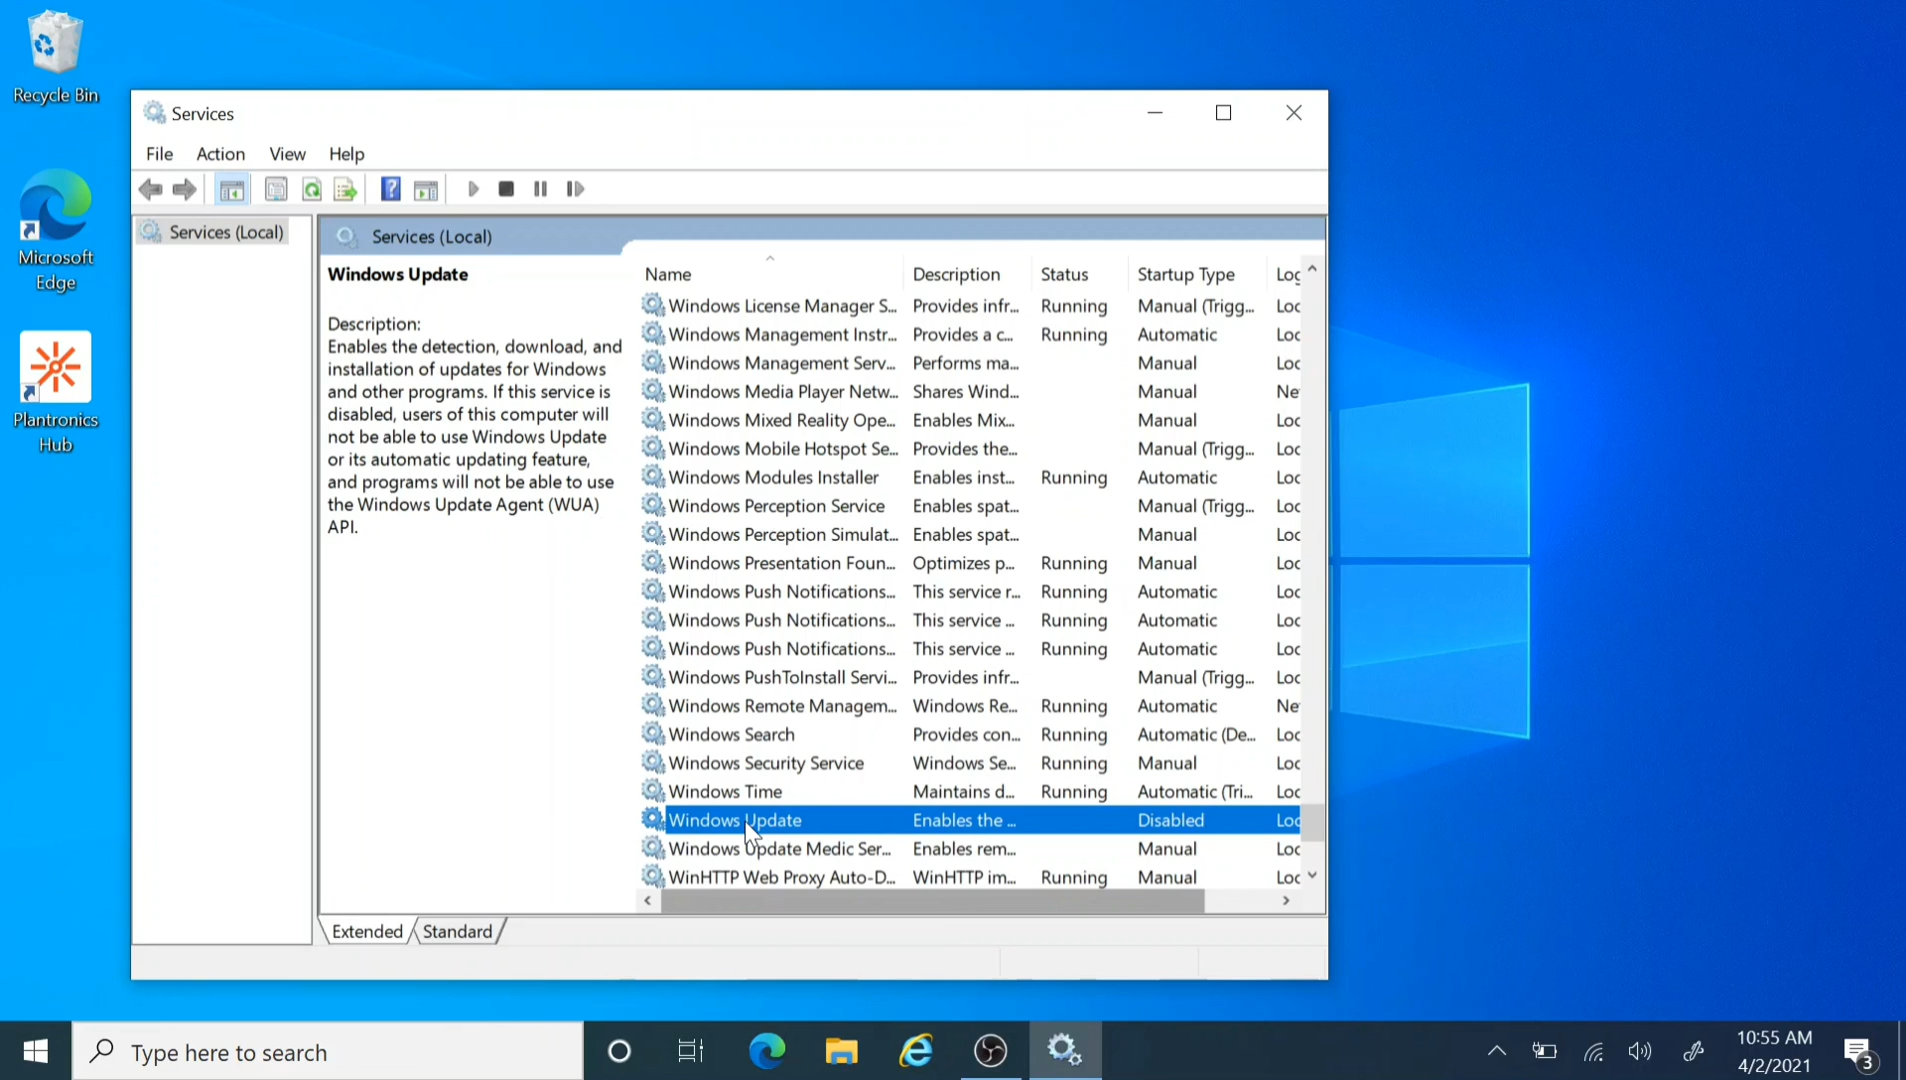 Recycle Bin
Microsoft
Edge
Plantronics
Hub
Services
File Action View Help
Services (Local)
Services (Local)
Windows Update
Description:
Enables the detection, download, and
installation of updates for Windows
and other programs. If this service is
disabled, users of this computer will
not be able to use Windows Update
or its automatic updating feature,
and programs will not be able to use
the Windows Update Agent (WUA)
API.
Name Description Status Startup Type Log
Windows License Manager S... Provides infr... Running Manual (Trigg... Loc
Windows Management Instr... Provides a c... Running Automatic Loc
Windows Management Serv... Performs ma... Manual Loc
Windows Media Player Netw... Shares Wind... Manual Ne
Windows Mixed Reality Ope... Enables Mix... Manual Loc
Windows Mobile Hotspot Se... Provides the... Manual (Trigg... Loc
Windows Modules Installer Enables inst... Running Automatic Loc
Windows Perception Service Enables spat... Manual (Trigg... Loc
Windows Perception Simulat... Enables spat... Manual Loc
Windows Presentation Foun... Optimizes p... Running Manual Loc
Windows Push Notifications... This service r... Running Automatic Loc
Windows Push Notifications... This service ... Running Automatic Loc
Windows Push Notifications... This service ... Running Automatic Loc
Windows PushToInstall Servi... Provides infr... Manual (Trigg... Loc
Windows Remote Managem... Windows Re... Running Automatic Ne
Windows Search Provides con... Running Automatic (De... Loc
Windows Security Service Windows Se... Running Manual Loc
Windows Time Maintains d... Running Automatic (Tri... Loc
Windows Update Enables the ... Disabled Loc
Windows Update Medic Ser... Enables rem... Manual Loc
WinHTTP Web Proxy Auto-D... WinHTTP im... Running Manual Loc
Extended Standard
Type here to search
10:55 AM
4/2/2021
3